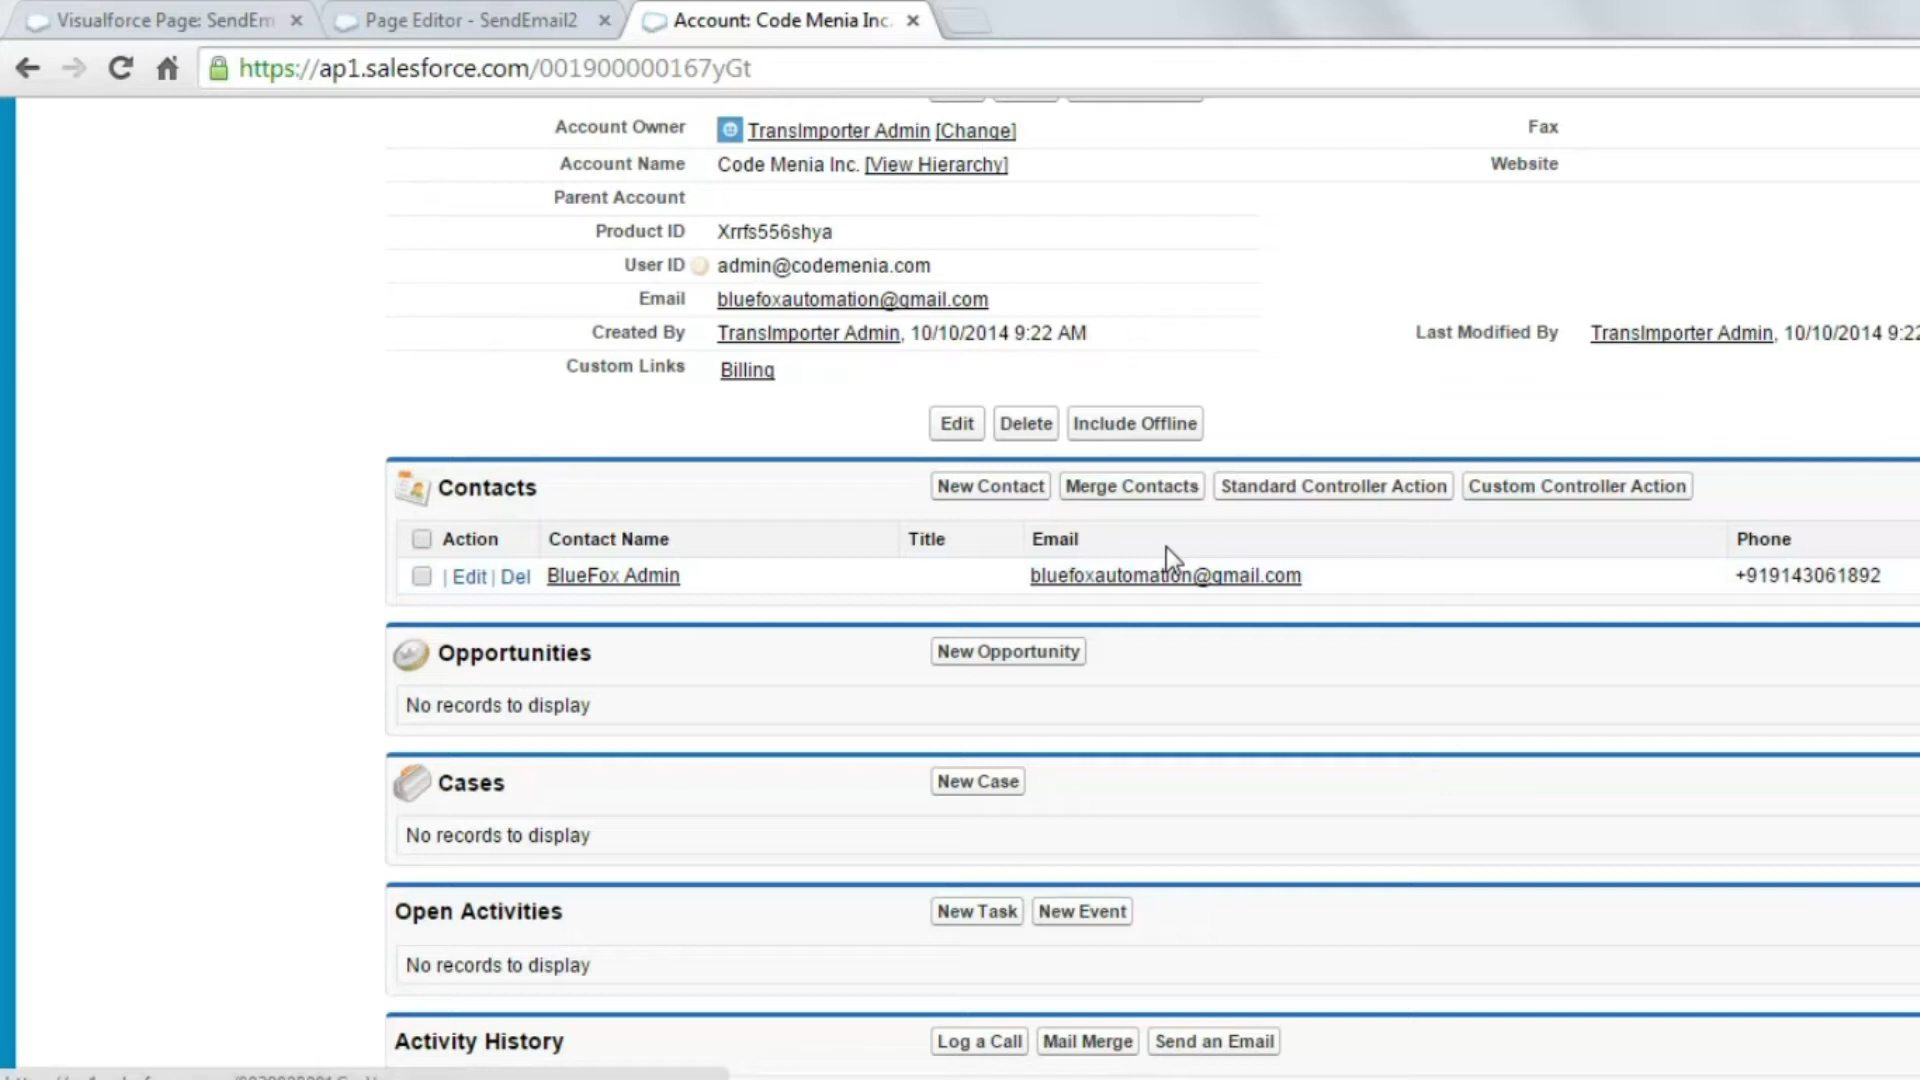 Visualforce Page: SendEm
Page Editor - SendEmail2
Account: Code Menia Inc.
https://ap1.salesforce.com/001900000167yGt
Account Owner TransImporter Admin [Change] Fax
Account Name Code Menia Inc. [View Hierarchy] Website
Parent Account
Product ID Xrrfs556shya
User ID admin@codemenia.com
Email bluefoxautomation@gmail.com
Created By TransImporter Admin, 10/10/2014 9:22 AM Last Modified By TransImporter Admin, 10/10/2014 9:22
Custom Links Billing
Edit Delete Include Offline
Contacts New Contact Merge Contacts Standard Controller Action Custom Controller Action
Action Contact Name Title Email Phone
| Edit | Del BlueFox Admin bluefoxautomation@gmail.com +919143061892
Opportunities New Opportunity
No records to display
Cases New Case
No records to display
Open Activities New Task New Event
No records to display
Activity History Log a Call Mail Merge Send an Email